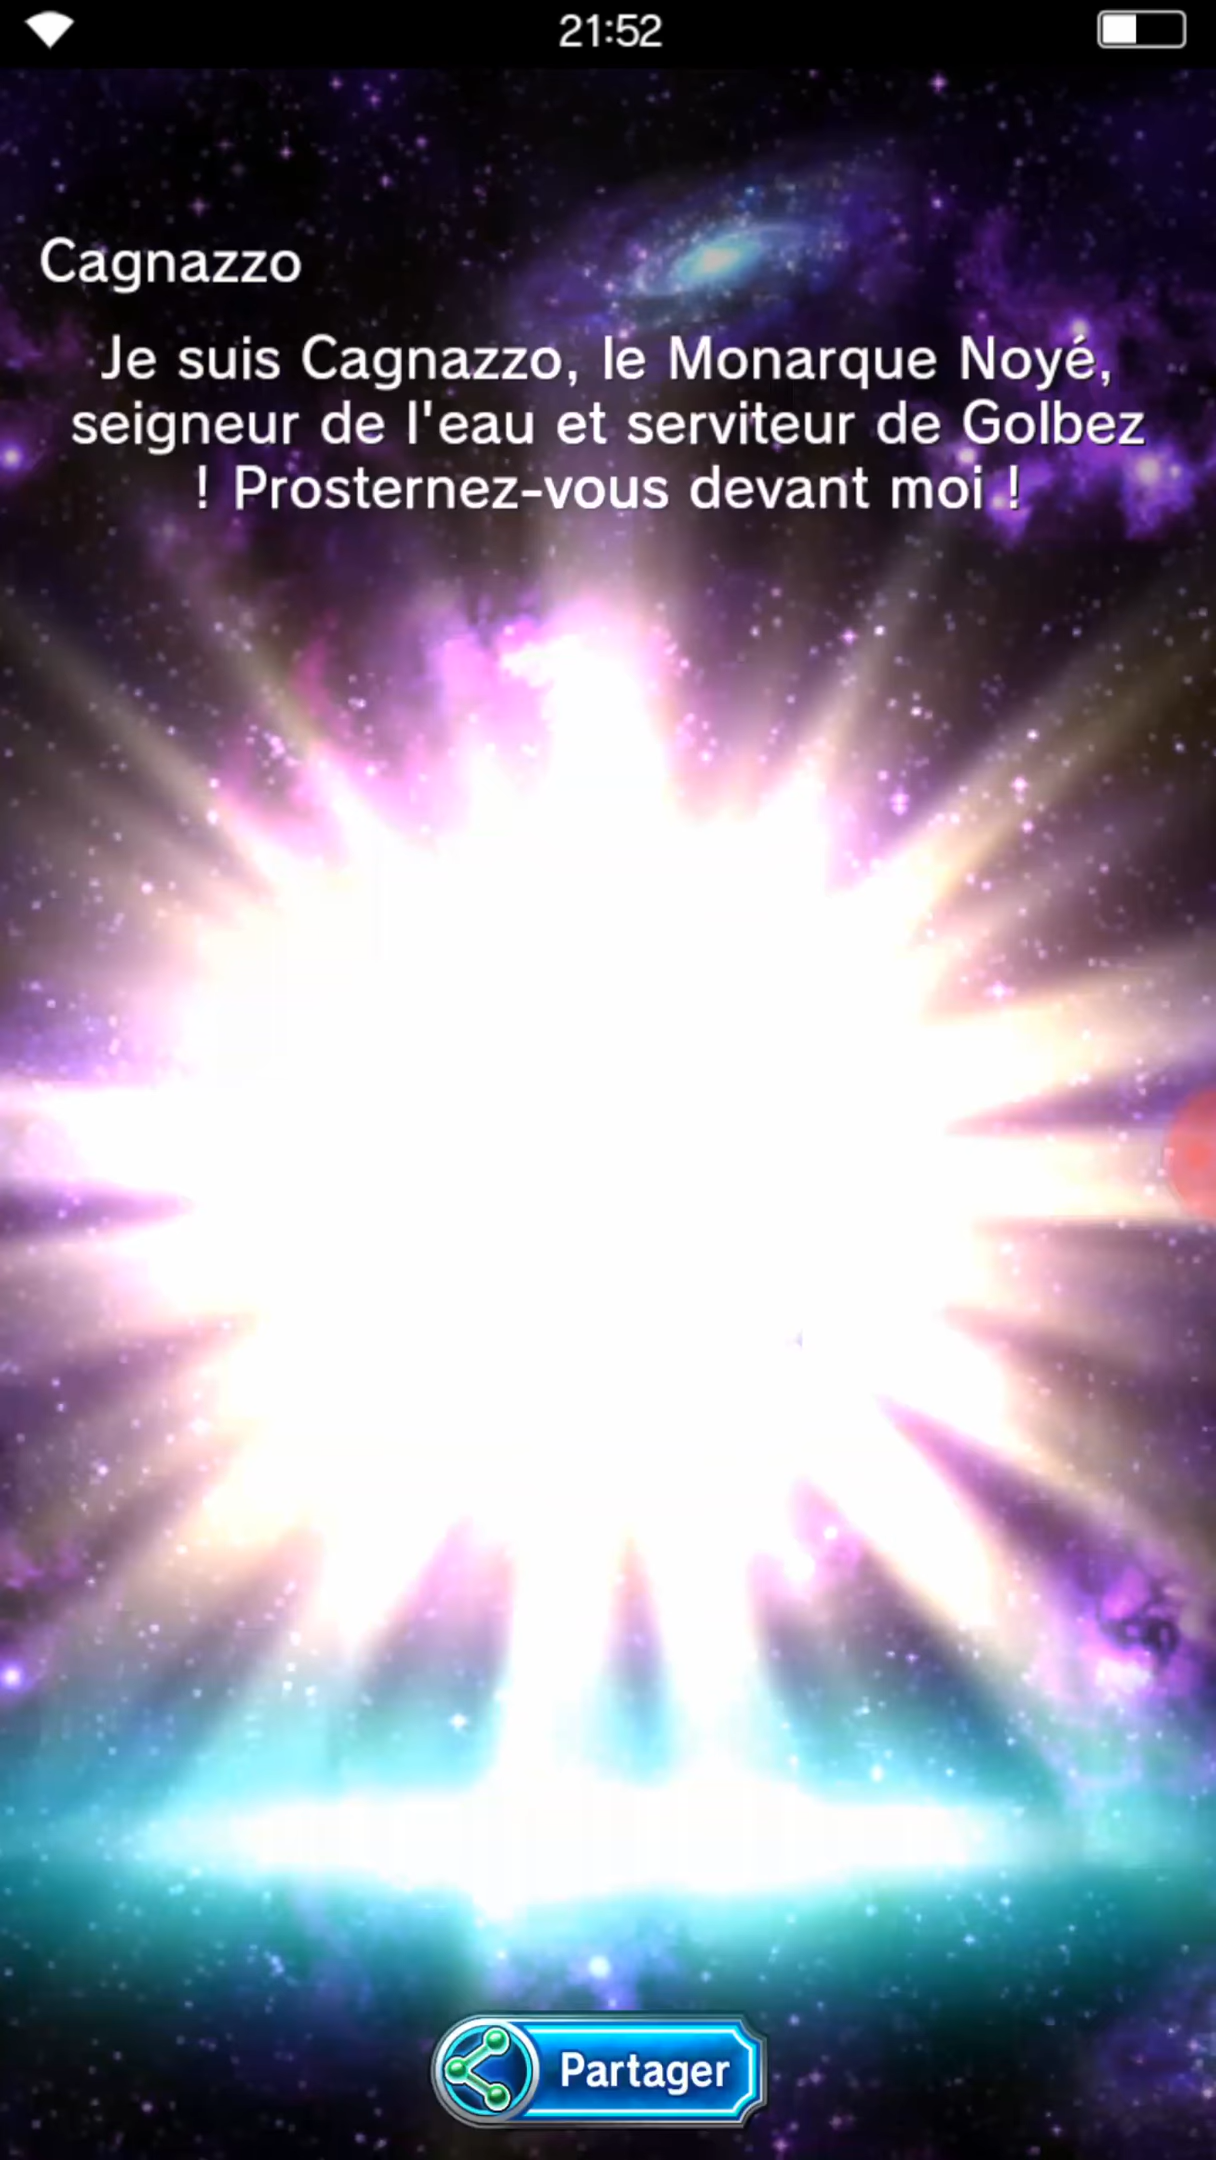 21:52
Cagnazzo
Je suis Cagnazzo, le Monarque Noyé,
seigneur de l'eau et serviteur de Golbez
! Prosternez-vous devant moi !
Partager